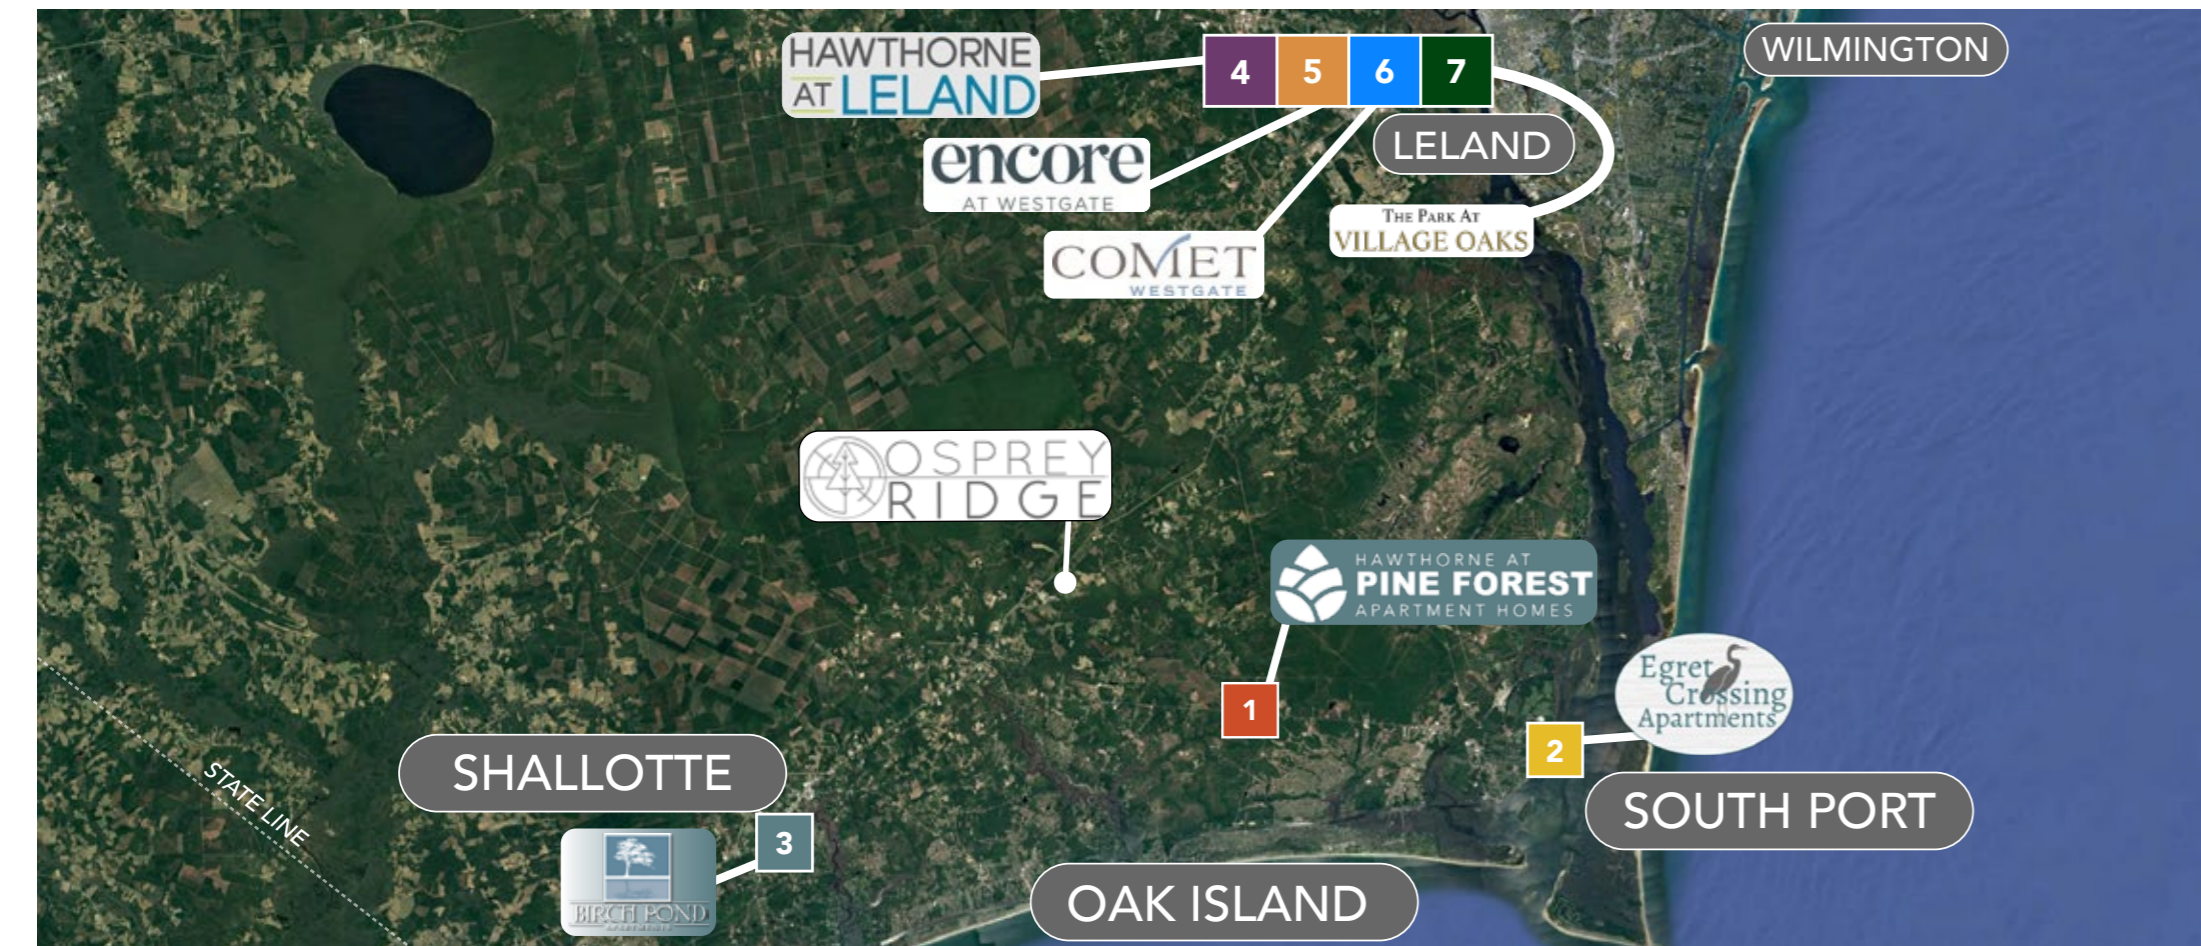 HAWTHORNE
AT LELAND
4
5
6
7
WILMINGTON
LELAND
encore
AT WESTGATE
THE PARK AT
VILLAGE OAKS
COMET
WESTGATE
OSPREY
RIDGE
HAWTHORNE AT
PINE FOREST
APARTMENT HOMES
1
Egret
Crossing
Apartments
2
SHALLOTTE
SOUTH PORT
STATE LINE
3
BIRCH POND
APARTMENTS
OAK ISLAND